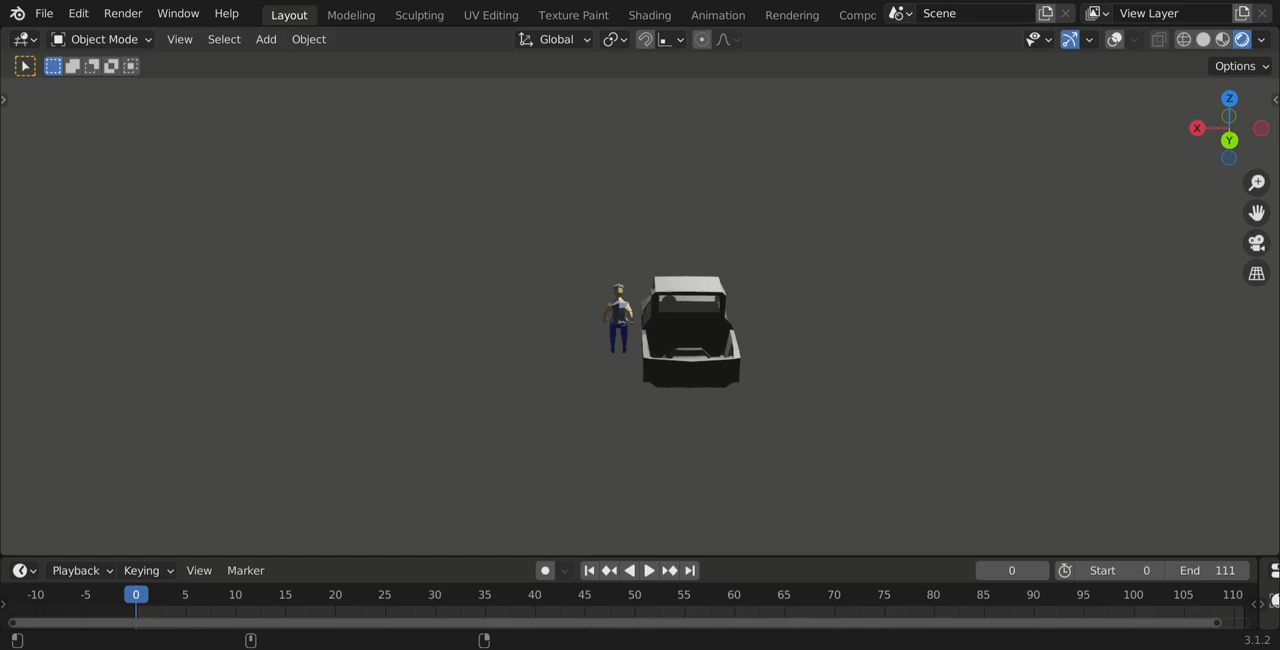 File Edit Render Window Help Layout Modeling Sculpting UV Editing Texture Paint Shading Animation Rendering Compo Scene View Layer
Object Mode View Select Add Object Global
Options
Z
X
Y
Playback Keying View Marker 0 Start 0 End 111
-10 -5 0 5 10 15 20 25 30 35 40 45 50 55 60 65 70 75 80 85 90 95 100 105 110
3.1.2